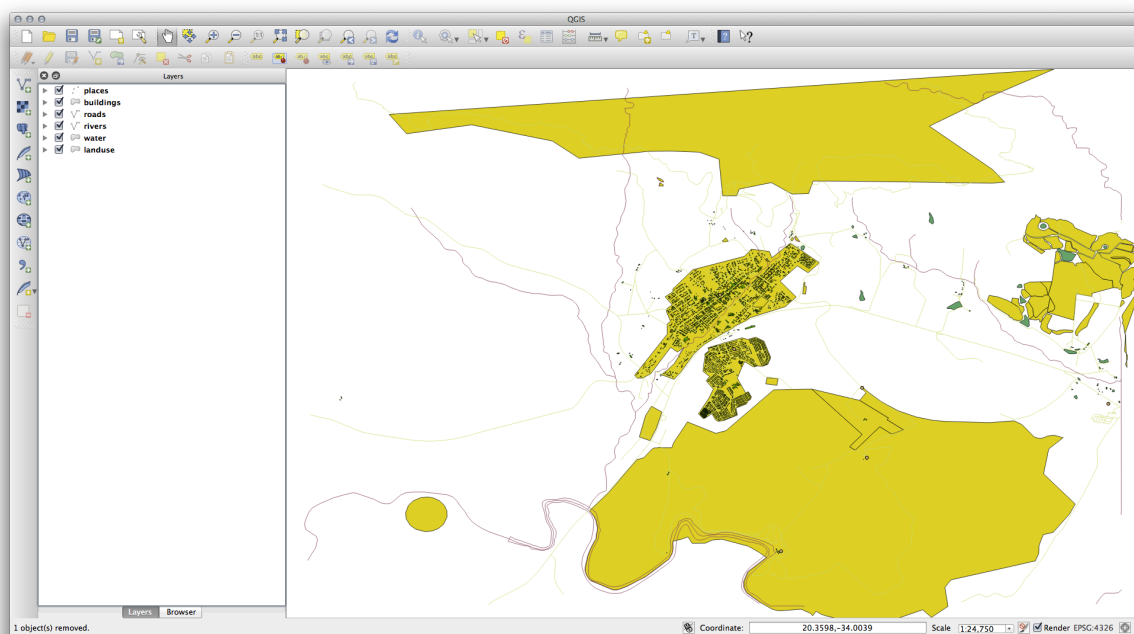 QGIS
Layers
places
buildings
roads
rivers
water
landuse
Layers Browser
1 object(s) removed.
Coordinate: 20.3598,-34.0039 Scale 1:24,750 Render EPSG:4326